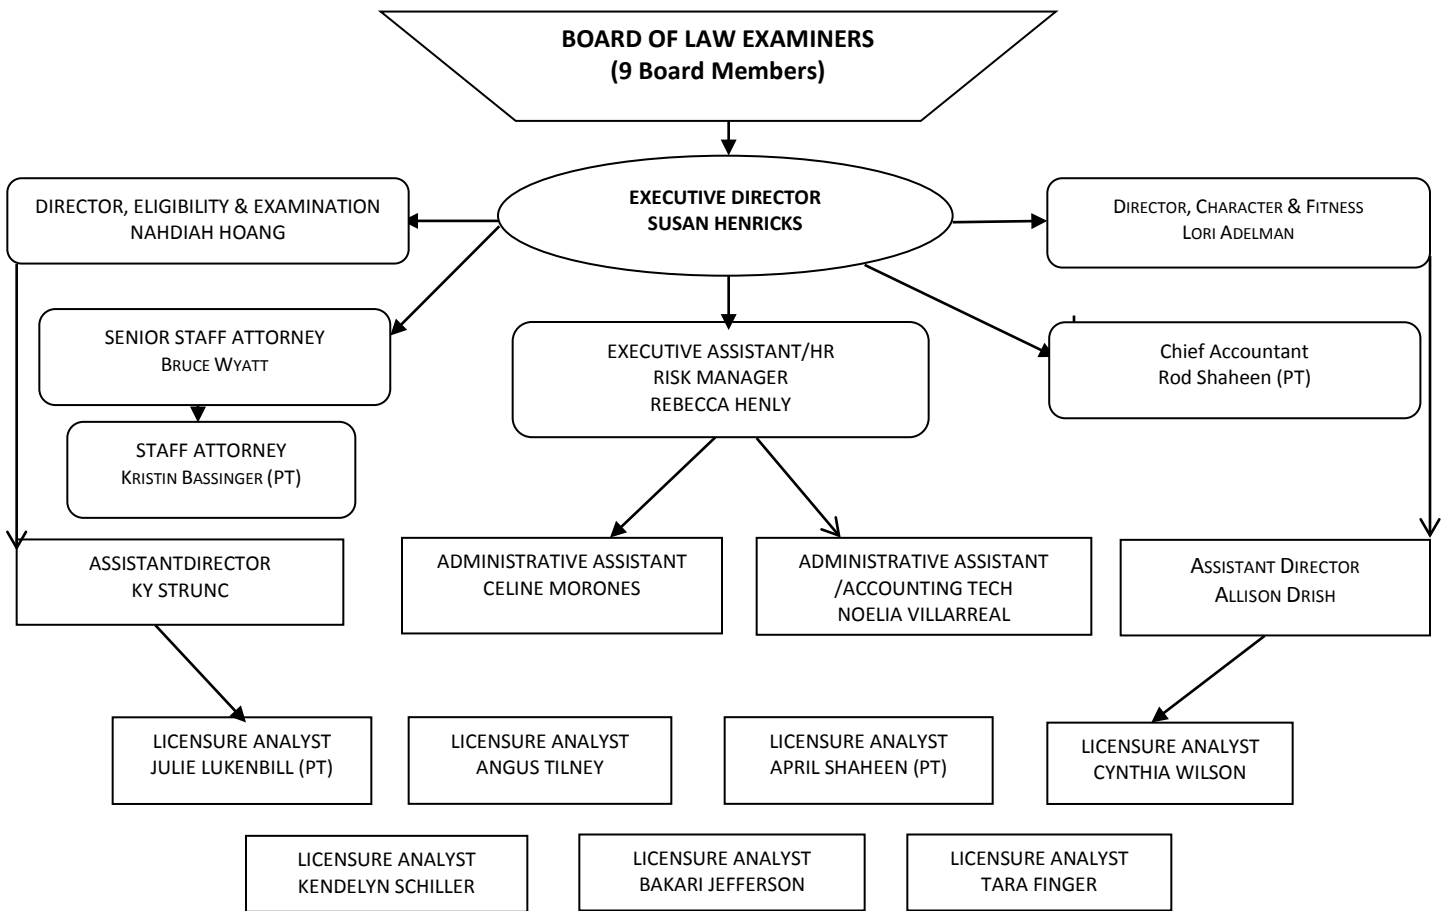 BOARD OF LAW EXAMINERS
(9 Board Members)
EXECUTIVE DIRECTOR
SUSAN HENRICKS
DIRECTOR, ELIGIBILITY & EXAMINATION
NAHDIAH HOANG
DIRECTOR, CHARACTER & FITNESS
LORI ADELMAN
SENIOR STAFF ATTORNEY
BRUCE WYATT
EXECUTIVE ASSISTANT/HR
RISK MANAGER
REBECCA HENLY
Chief Accountant
Rod Shaheen (PT)
STAFF ATTORNEY
KRISTIN BASSINGER (PT)
ASSISTANTDIRECTOR
KY STRUNC
ADMINISTRATIVE ASSISTANT
CELINE MORONES
ADMINISTRATIVE ASSISTANT
/ACCOUNTING TECH
NOELIA VILLARREAL
ASSISTANT DIRECTOR
ALLISON DRISH
LICENSURE ANALYST
JULIE LUKENBILL (PT)
LICENSURE ANALYST
ANGUS TILNEY
LICENSURE ANALYST
APRIL SHAHEEN (PT)
LICENSURE ANALYST
CYNTHIA WILSON
LICENSURE ANALYST
KENDELYN SCHILLER
LICENSURE ANALYST
BAKARI JEFFERSON
LICENSURE ANALYST
TARA FINGER